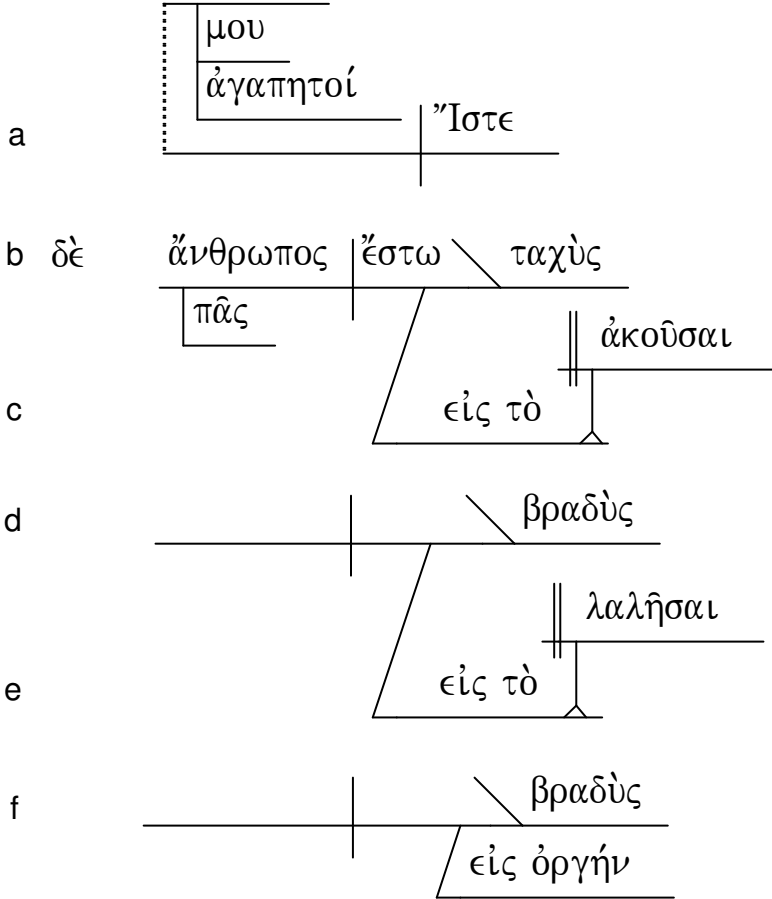 μου
ἀγαπητοί
a Ἴστε
b δὲ ἄνθρωπος ἔστω ταχὺς
πᾶς
ἀκοῦσαι
c εἰς τὸ
d βραδὺς
λαλῆσαι
e εἰς τὸ
f βραδὺς
εἰς ὀργήν